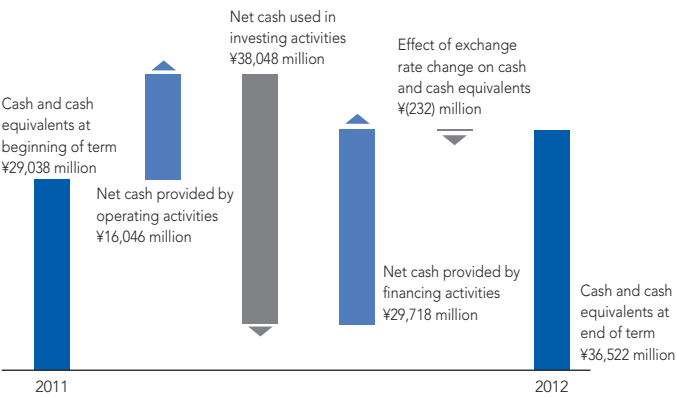 Net cash used in
investing activities
¥38,048 million
Effect of exchange
rate change on cash
and cash equivalents
¥(232) million
Cash and cash
equivalents at
beginning of term
¥29,038 million
Net cash provided by
operating activities
¥16,046 million
Net cash provided by
financing activities
¥29,718 million
Cash and cash
equivalents at
end of term
¥36,522 million
2011
2012